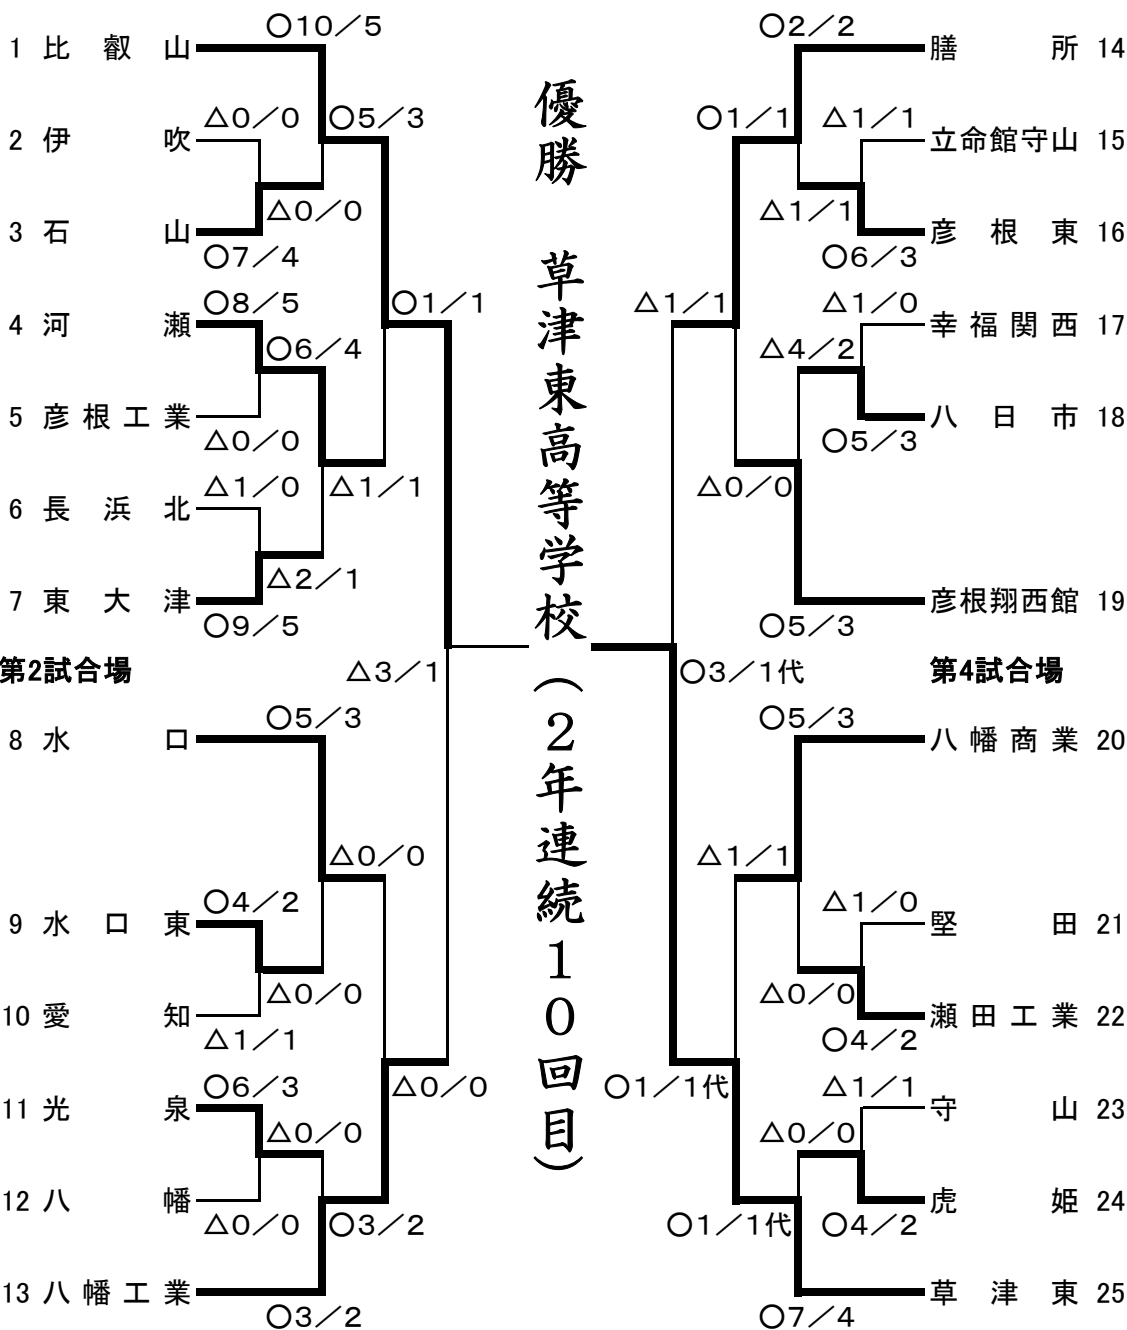 ○10／5
1 比叡山
△0／0
○5／3
2 伊吹
△0／0
3 石山
○7／4
○8／5
○1／1
4 河瀬
○6／4
5 彦根工業
△0／0
△1／0
△1／1
6 長浜北
△2／1
7 東大津
○9／5
第2試合場
△3／1
○5／3
8 水口
△0／0
○4／2
9 水口東
△0／0
10 愛知
△1／1
○6／3
△0／0
11 光泉
△0／0
12 八幡
△0／0
○3／2
13 八幡工業
○3／2
優勝 草津東高等学校（2年連続10回目）
○2／2
膳所 14
○1／1
△1／1
立命館守山 15
△1／1
彦根東 16
○6／3
△1／1
△1／0
幸福関西 17
△4／2
八日市 18
○5／3
△0／0
彦根翔西館 19
○5／3
○3／1代
第4試合場
○5／3
八幡商業 20
△1／1
△1／0
堅田 21
△0／0
瀬田工業 22
○4／2
○1／1代
△1／1
守山 23
△0／0
虎姫 24
○1／1代
○4／2
草津東 25
○7／4